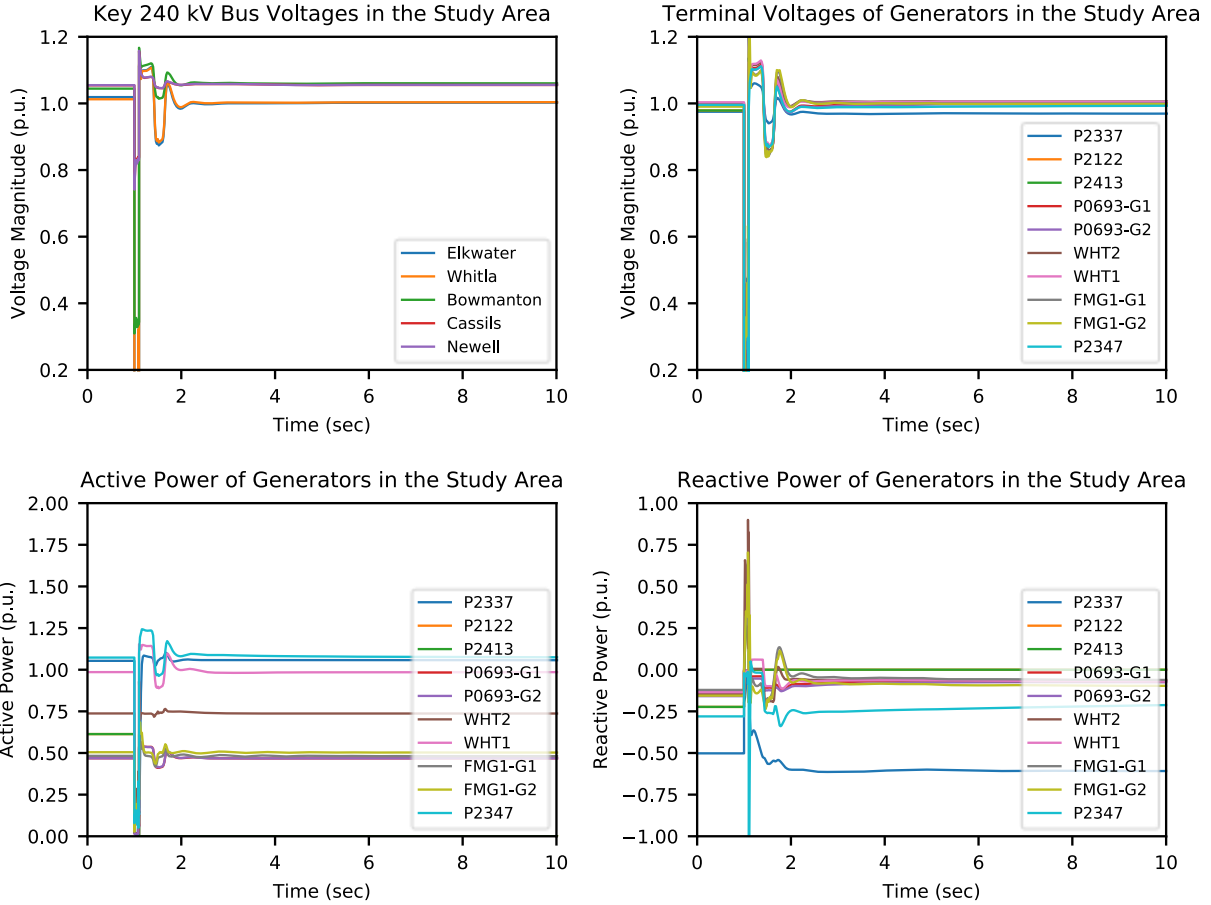 Key 240 kV Bus Voltages in the Study Area
1.2
1.0
0.8
0.6
0.4
0.2
Voltage Magnitude (p.u.)
Elkwater
Whitla
Bowmanton
Cassils
Newell
0 2 4 6 8 10
Time (sec)
Terminal Voltages of Generators in the Study Area
1.2
1.0
0.8
0.6
0.4
0.2
Voltage Magnitude (p.u.)
P2337
P2122
P2413
P0693-G1
P0693-G2
WHT2
WHT1
FMG1-G1
FMG1-G2
P2347
0 2 4 6 8 10
Time (sec)
Active Power of Generators in the Study Area
2.00
1.75
1.50
1.25
1.00
0.75
0.50
0.25
0.00
Active Power (p.u.)
P2337
P2122
P2413
P0693-G1
P0693-G2
WHT2
WHT1
FMG1-G1
FMG1-G2
P2347
0 2 4 6 8 10
Time (sec)
Reactive Power of Generators in the Study Area
1.00
0.75
0.50
0.25
0.00
−0.25
−0.50
−0.75
−1.00
Reactive Power (p.u.)
P2337
P2122
P2413
P0693-G1
P0693-G2
WHT2
WHT1
FMG1-G1
FMG1-G2
P2347
0 2 4 6 8 10
Time (sec)